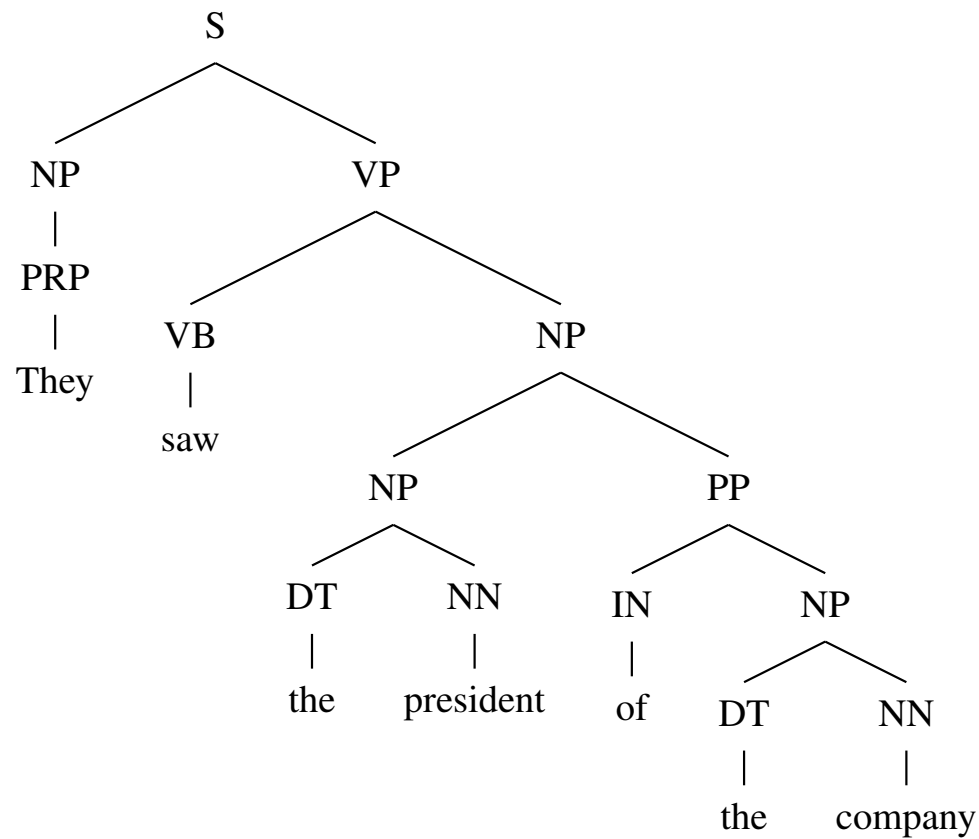 S
NP VP
PRP
VB NP
They
saw
NP PP
DT NN IN NP
the president of
DT NN
the company